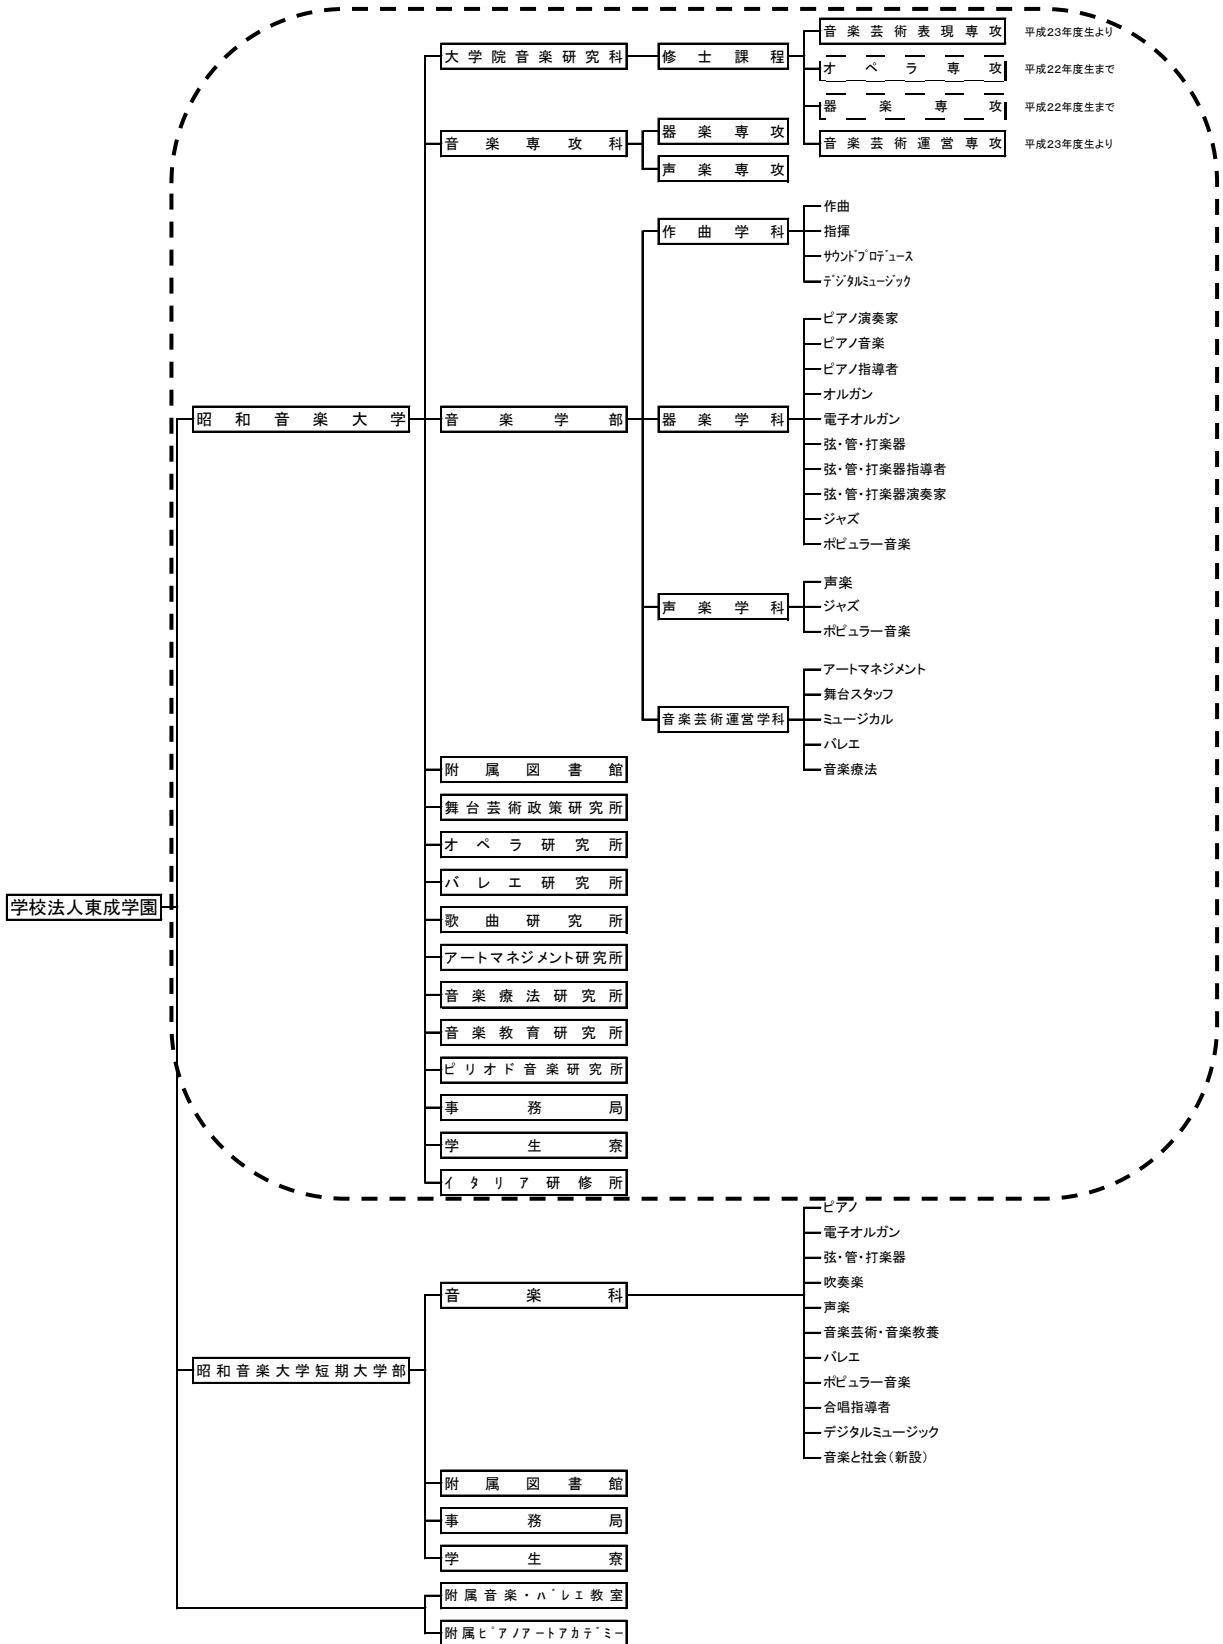 音楽芸術表現専攻 平成23年度生より
大学院音楽研究科 修士課程
オペラ専攻 平成22年度生まで
器楽専攻 平成22年度生まで
器楽専攻
音楽専攻科 音楽芸術運営専攻 平成23年度生より
声楽専攻
作曲
作曲学科 指揮
ｻｳﾝﾄﾞﾌﾟﾛﾃﾞｭｰｽ
ﾃﾞｼﾞﾀﾙﾐｭｰｼﾞｯｸ
ピアノ演奏家
ピアノ音楽
ピアノ指導者
オルガン
昭和音楽大学 音楽学部 器楽学科 電子オルガン
弦・管・打楽器
弦・管・打楽器指導者
弦・管・打楽器演奏家
ジャズ
ポピュラー音楽
声楽
声楽学科 ジャズ
ポピュラー音楽
アートマネジメント
舞台スタッフ
音楽芸術運営学科 ミュージカル
バレエ
附属図書館 音楽療法
舞台芸術政策研究所
オペラ研究所
バレエ研究所
学校法人東成学園
歌曲研究所
アートマネジメント研究所
音楽療法研究所
音楽教育研究所
ピリオド音楽研究所
事務局
学生寮
イタリア研修所
ピアノ
電子オルガン
弦・管・打楽器
吹奏楽
音楽科
声楽
音楽芸術・音楽教養
バレエ
昭和音楽大学短期大学部
ポピュラー音楽
合唱指導者
デジタルミュージック
音楽と社会（新設）
附属図書館
事務局
学生寮
附属音楽・ﾊﾞﾚｴ教室
附属ﾋﾟｱﾉｱｰﾄｱｶﾃﾞﾐｰ